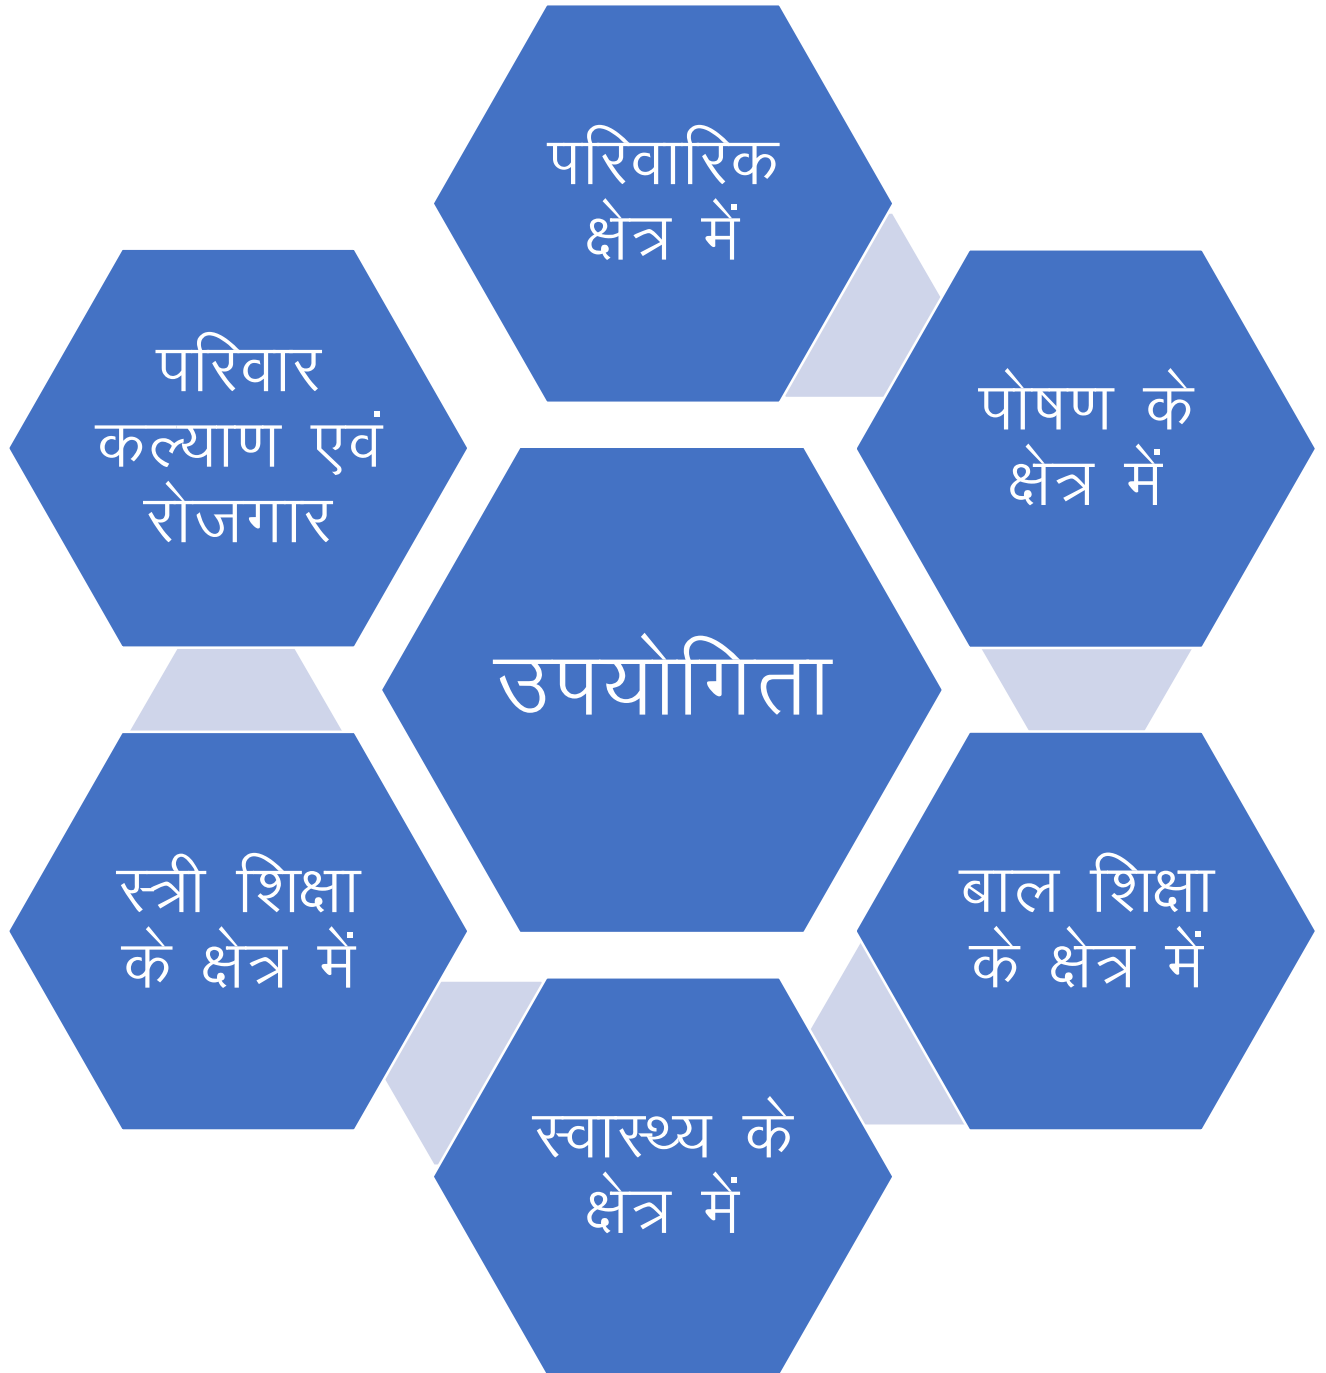 परिवारिक
क्षेत्र में
पोषण के
क्षेत्र में
बाल शिक्षा
के क्षेत्र में
स्वास्थ्य के
क्षेत्र में
स्त्री शिक्षा
के क्षेत्र में
परिवार
कल्याण एवं
रोजगार
उपयोगिता